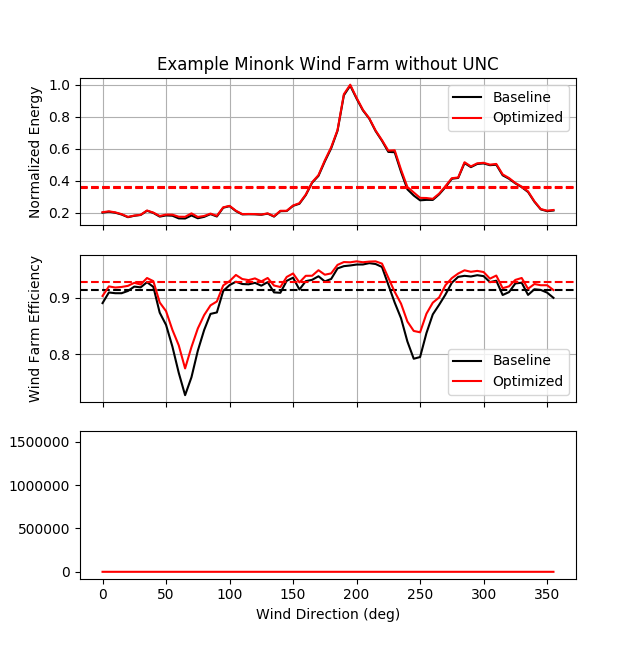 Example Minonk Wind Farm without UNC
Normalized Energy
1.0
0.8
0.6
0.4
0.2
Baseline
Optimized
Wind Farm Efficiency
0.9
0.8
Baseline
Optimized
1500000
1000000
500000
0
0 50 100 150 200 250 300 350
Wind Direction (deg)